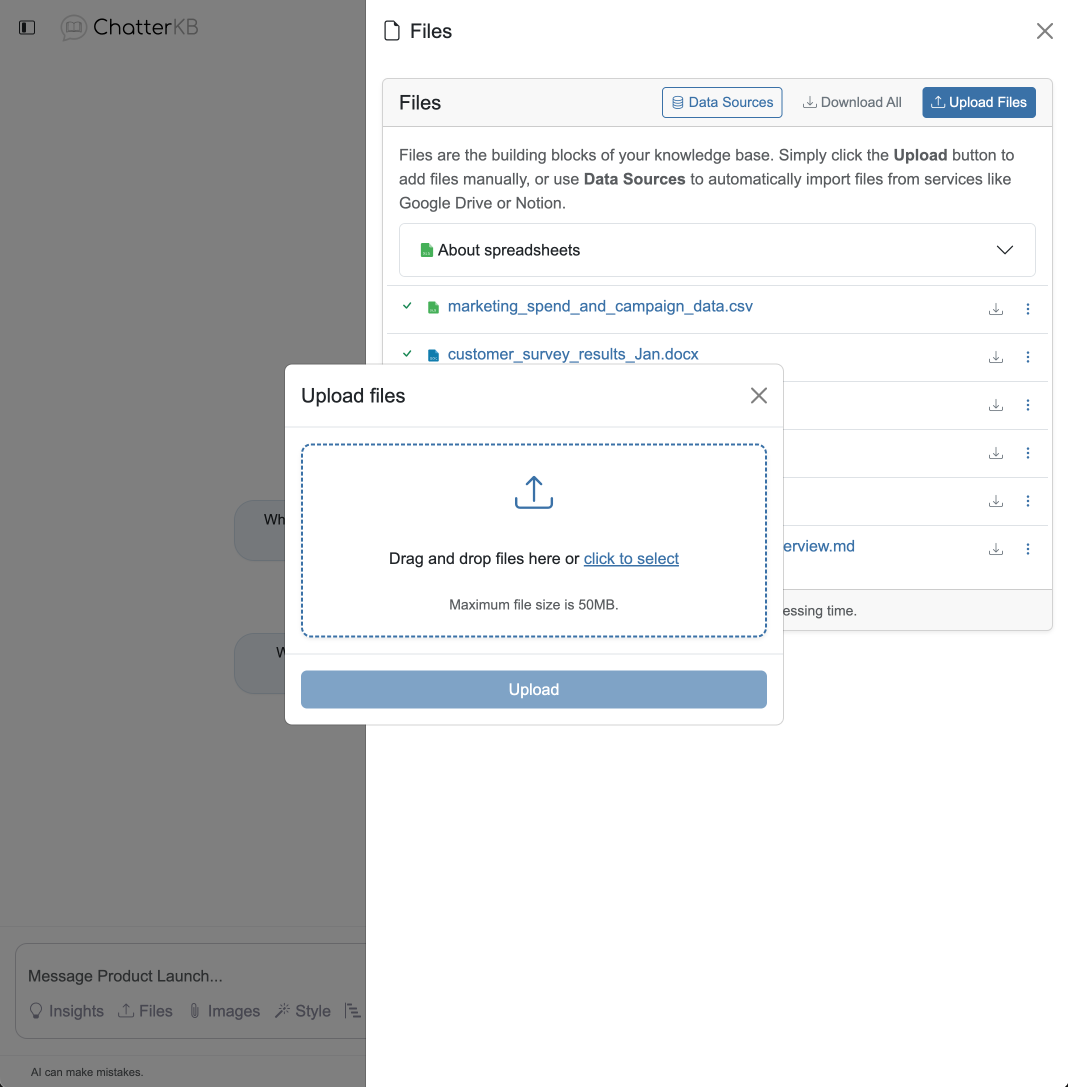 ChatterKB
Files
Files
Data Sources
Download All
Upload Files
Files are the building blocks of your knowledge base. Simply click the Upload button to
add files manually, or use Data Sources to automatically import files from services like
Google Drive or Notion.
About spreadsheets
marketing_spend_and_campaign_data.csv
customer_survey_results_Jan.docx
Upload files
Drag and drop files here or click to select
Maximum file size is 50MB.
Upload
erview.md
essing time.
Wh
W
Message Product Launch...
Insights
Files
Images
Style
AI can make mistakes.